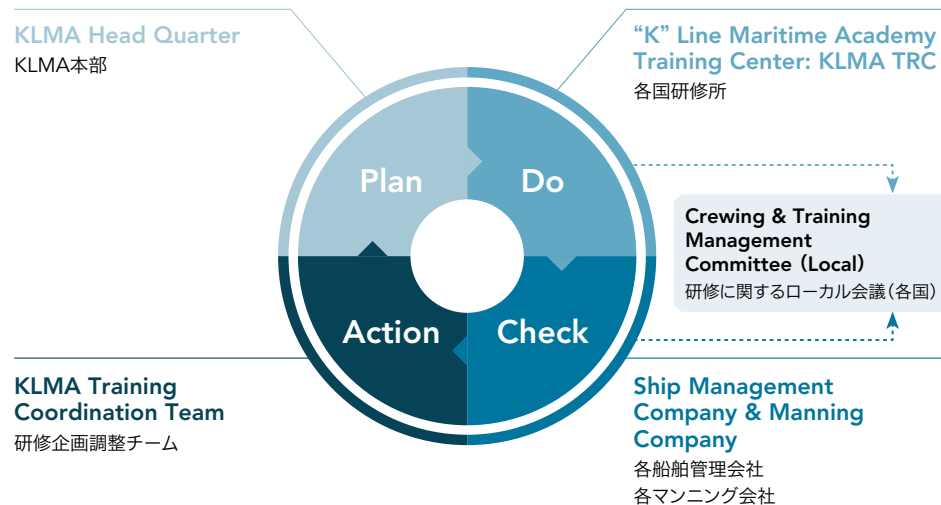 KLMA Head Quarter
KLMA本部
“K” Line Maritime Academy
Training Center: KLMA TRC
各国研修所
Plan
Do
Crewing & Training
Management
Committee (Local)
研修に関するローカル会議(各国)
Action
Check
KLMA Training
Coordination Team
研修企画調整チーム
Ship Management
Company & Manning
Company
各船舶管理会社
各マンニング会社